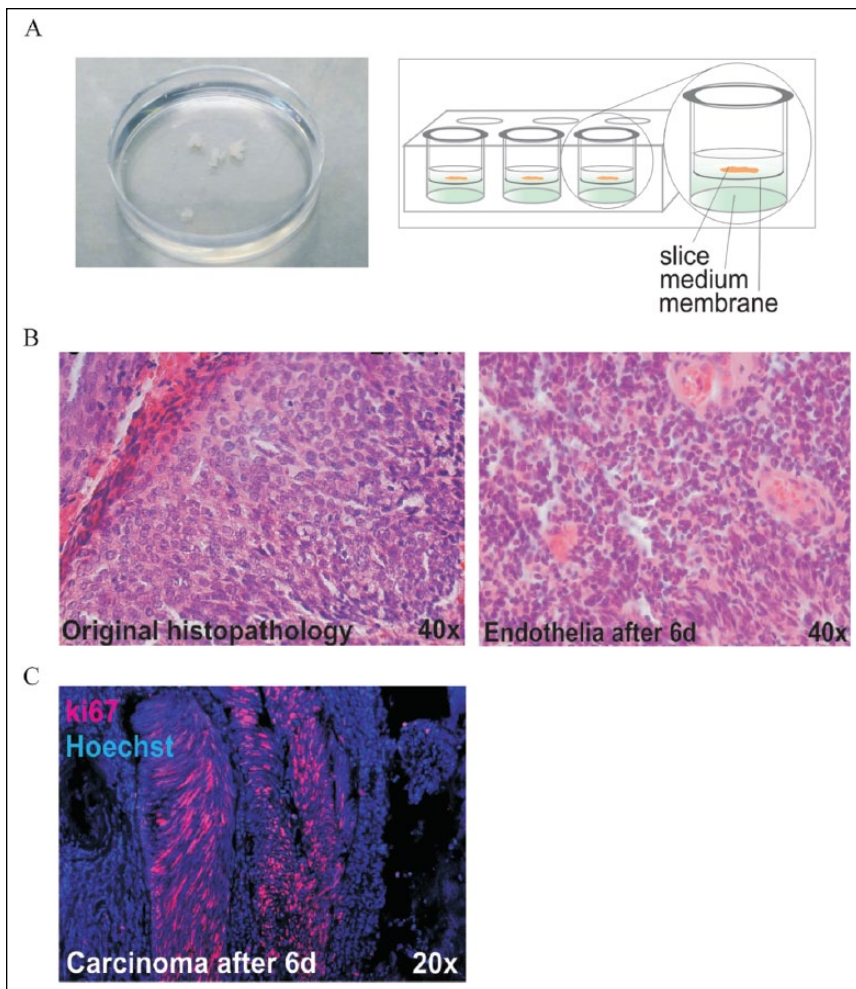 A
slice
medium
membrane
B
Original histopathology 40x
Endothelia after 6d 40x
C
ki67
Hoechst
Carcinoma after 6d 20x